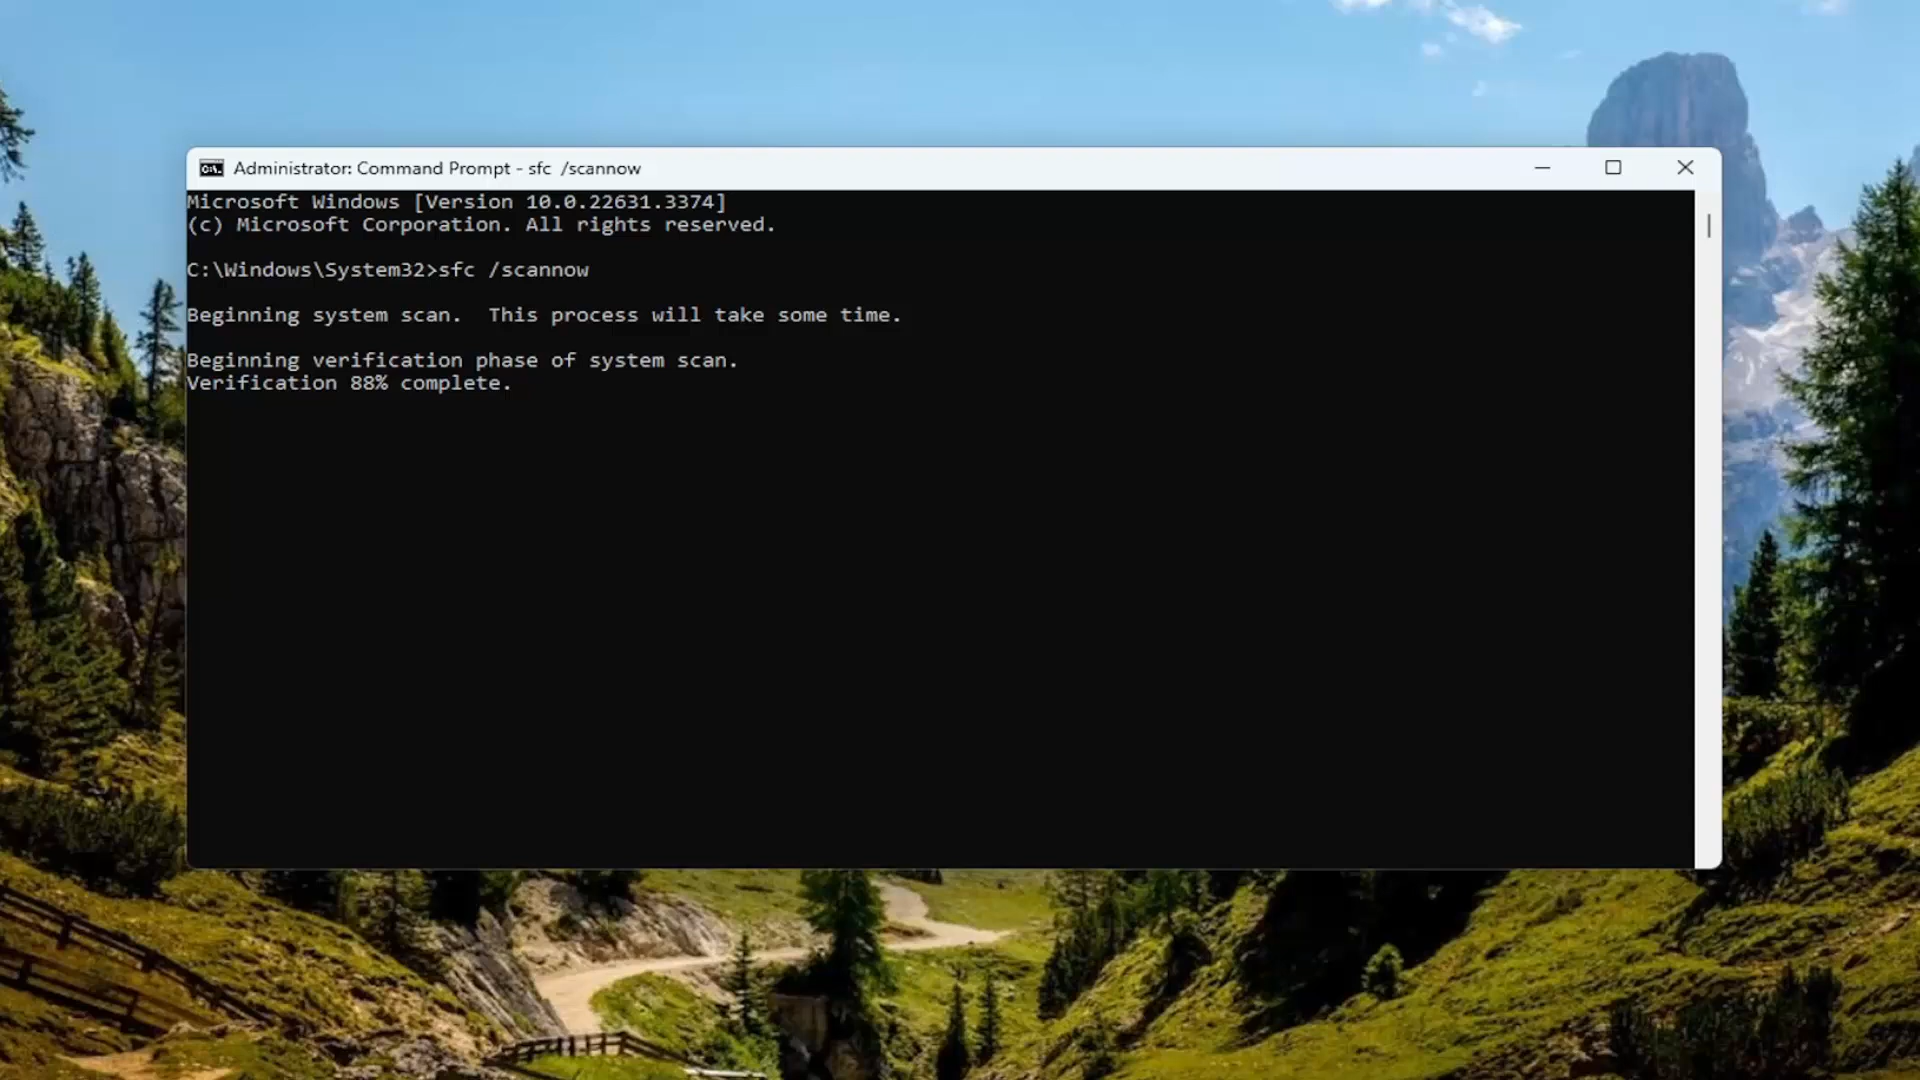 Administrator: Command Prompt - sfc  /scannow
Microsoft Windows [Version 10.0.22631.3374]
(c) Microsoft Corporation. All rights reserved.
C:\Windows\System32>sfc /scannow
Beginning system scan.  This process will take some time.
Beginning verification phase of system scan.
Verification 88% complete.